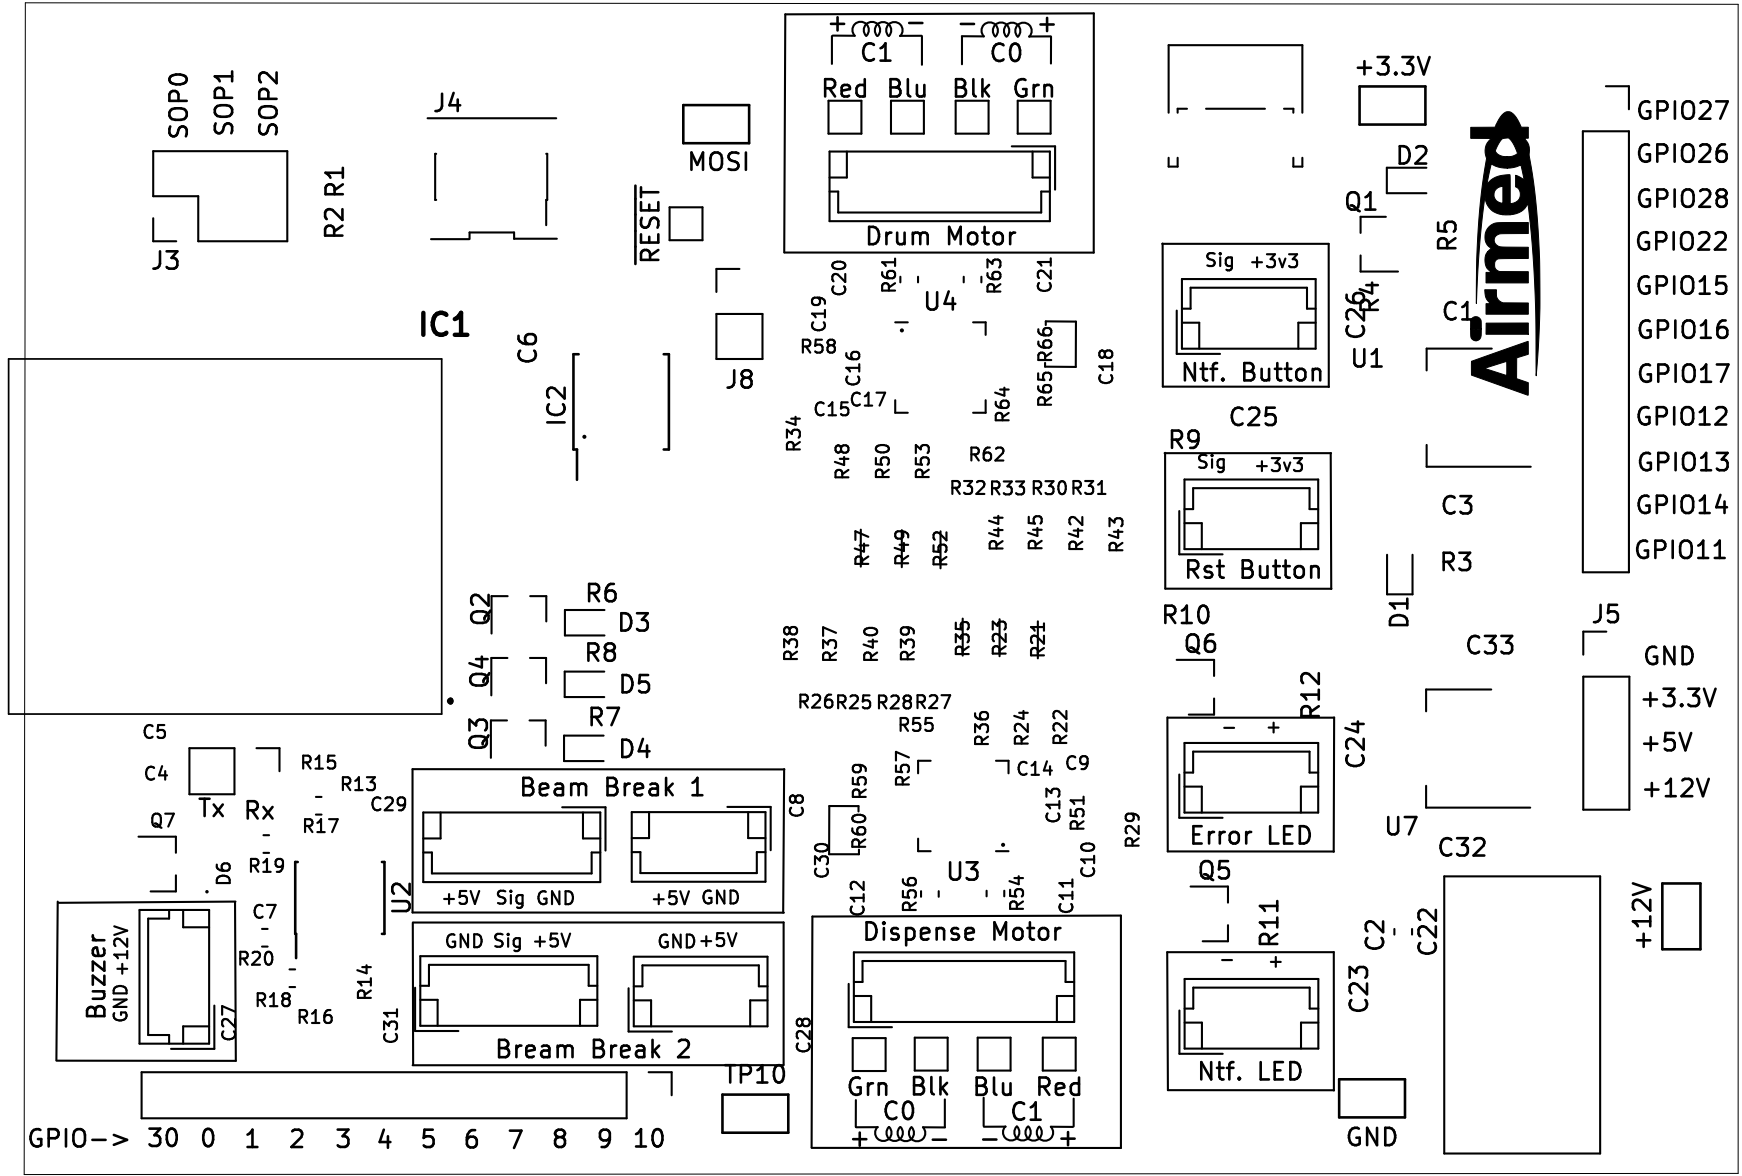 SOP0
SOP1
SOP2
J4
R2 R1
J3
MOSI
RESET
+ − − +
C1 C0
Red Blu Blk Grn
Drum Motor
+3.3V
D2
Q1
R5
R4
C26
C1
U1
Airmed
GPIO27
GPIO26
GPIO28
GPIO22
GPIO15
GPIO16
GPIO17
GPIO12
GPIO13
GPIO14
GPIO11
IC1
C6
IC2
J8
C20
R61
R63
C21
U4
C19
R58
R66
C16
C18
R65
C15
C17
R64
R34
R48
R50
R53
R62
R32 R33 R30 R31
R44
R45
R42
R43
R47
R49
R52
Sig +3v3
Ntf. Button
C25
R9
Sig +3v3
Rst Button
R10
C3
R3
D1
J5
GND
+3.3V
+5V
+12V
Q2
R6
D3
Q4
R8
D5
Q3
R7
D4
R38
R37
R40
R39
R35
R23
R21
R26 R25 R28 R27
R55
R36
R24
R22
R57
R59
C14
C9
C13
R51
R60
R29
C30
U3
C10
C12
R56
R54
C11
Q6
R12
− +
Error LED
C24
C33
U7
C32
Q5
R11
− +
Ntf. LED
C23
C2
C22
+12V
GND
C5
C4
Tx Rx
R15
R13
C29
R17
Q7
R19
D6
U2
C7
R20
R18
R16
R14
C31
C27
Buzzer
GND +12V
Beam Break 1
+5V Sig GND
+5V GND
C8
GND Sig +5V
GND +5V
Bream Break 2
C28
TP10
Dispense Motor
Grn Blk Blu Red
C0 C1
+ − − +
GPIO-> 30 0 1 2 3 4 5 6 7 8 9 10